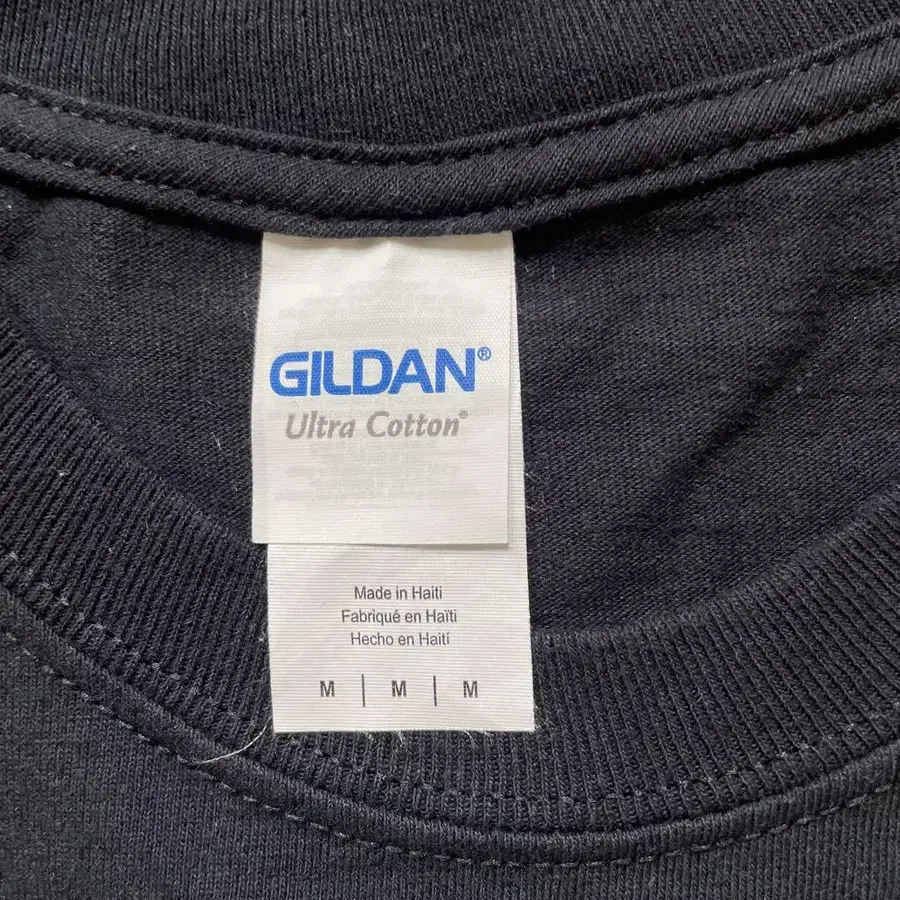 GILDAN®
Ultra Cotton®
Made in Haiti
Fabriqué en Haïti
Hecho en Haití
M | M | M